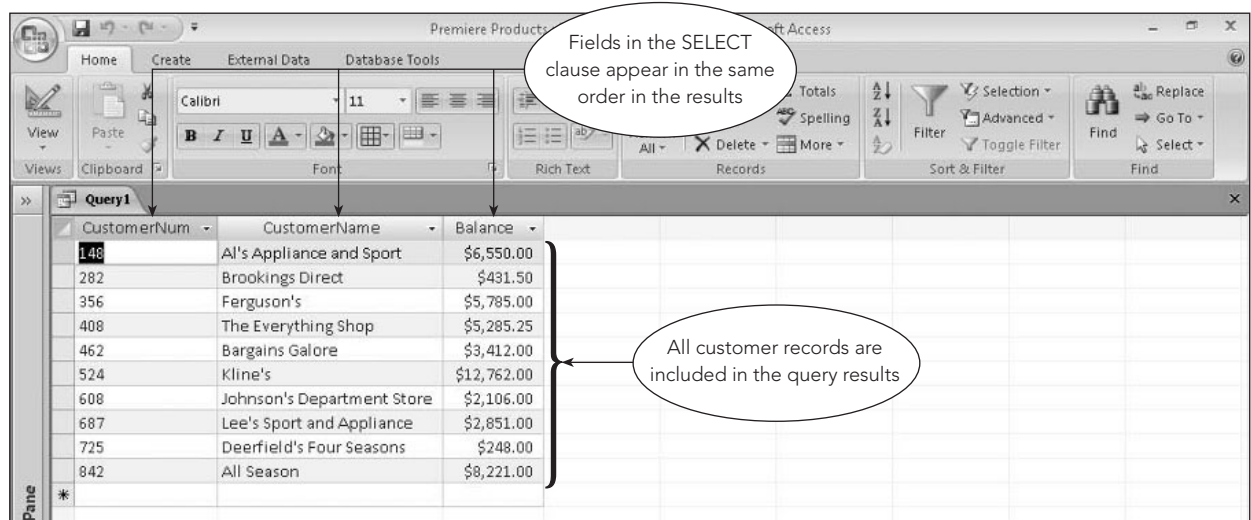 Premiere Products
ft Access
Home Create External Data Database Tools
Fields in the SELECT
clause appear in the same
order in the results
View
Paste
Calibri 11
B I U A
ab
All
Delete
Totals
Spelling
More
Filter
Selection
Advanced
Toggle Filter
Find
Replace
Go To
Select
Views Clipboard Font Rich Text Records Sort & Filter Find
Query1
CustomerNum CustomerName Balance
148 Al's Appliance and Sport $6,550.00
282 Brookings Direct $431.50
356 Ferguson's $5,785.00
408 The Everything Shop $5,285.25
462 Bargains Galore $3,412.00
524 Kline's $12,762.00
608 Johnson's Department Store $2,106.00
687 Lee's Sport and Appliance $2,851.00
725 Deerfield's Four Seasons $248.00
842 All Season $8,221.00
All customer records are
included in the query results
Pane